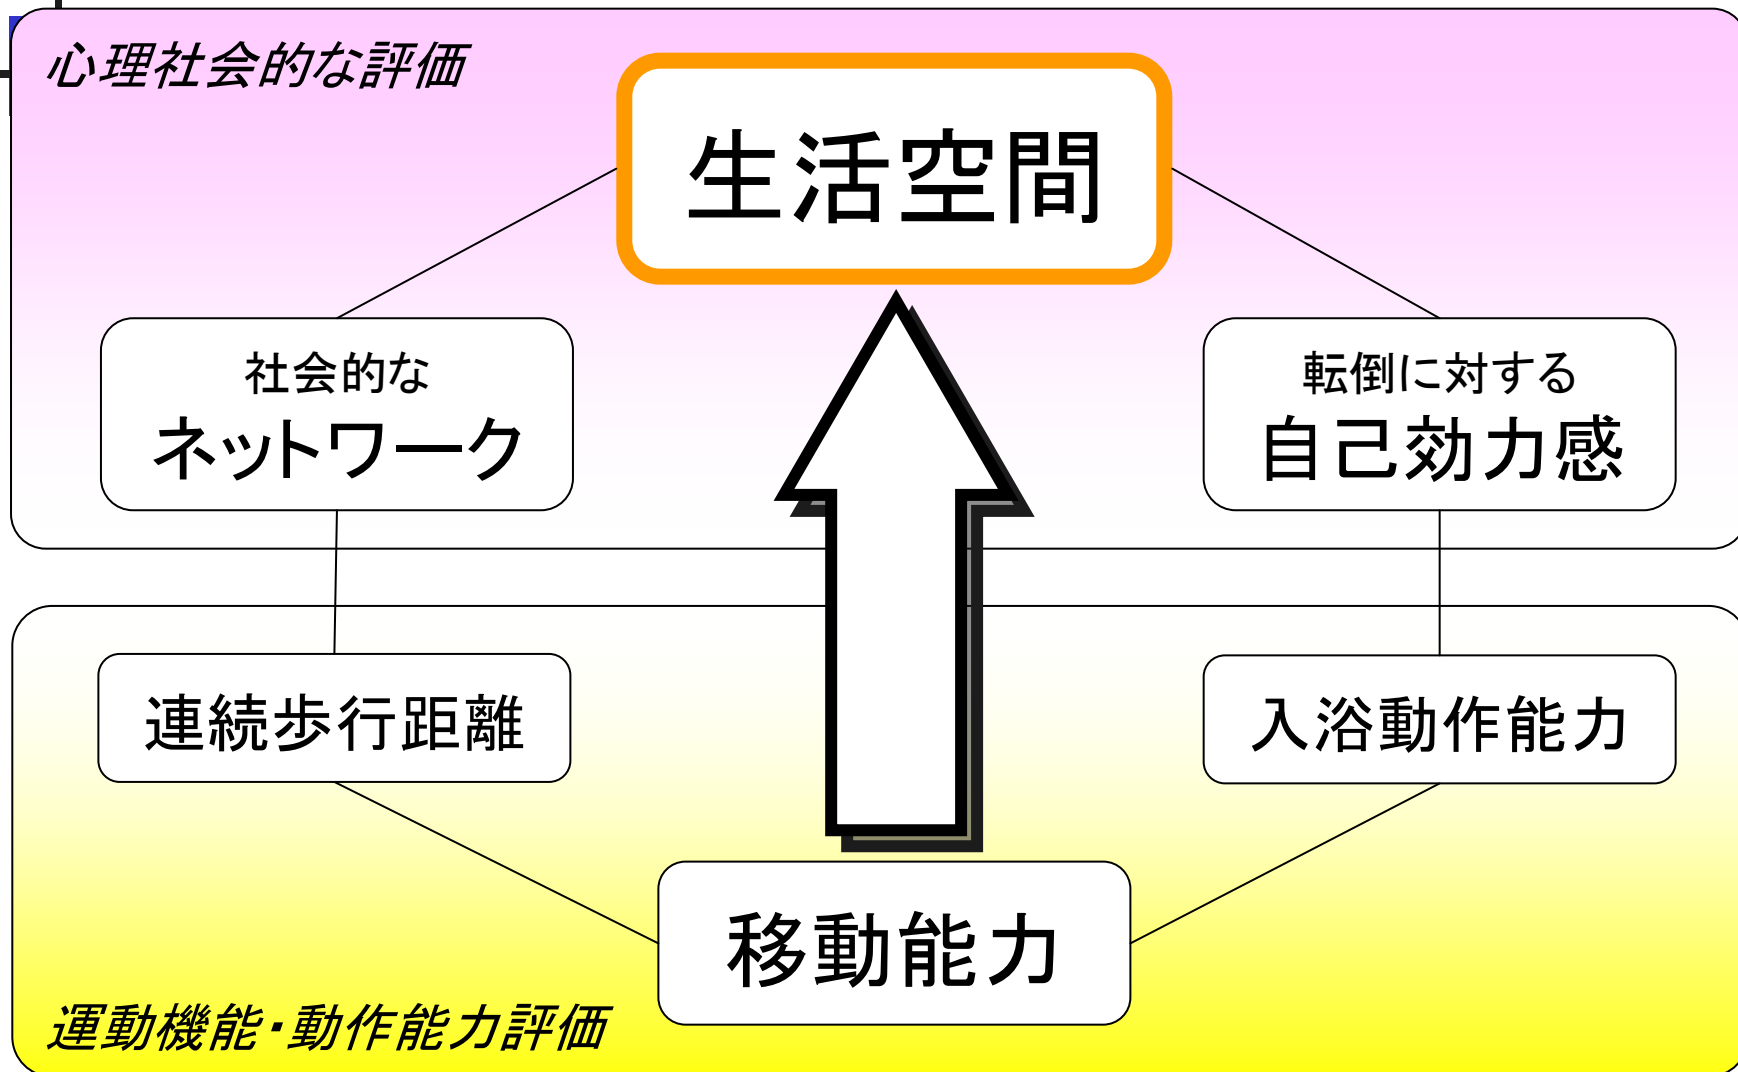 心理社会的な評価
生活空間
社会的な
ネットワーク
転倒に対する
自己効力感
連続歩行距離
入浴動作能力
移動能力
運動機能・動作能力評価